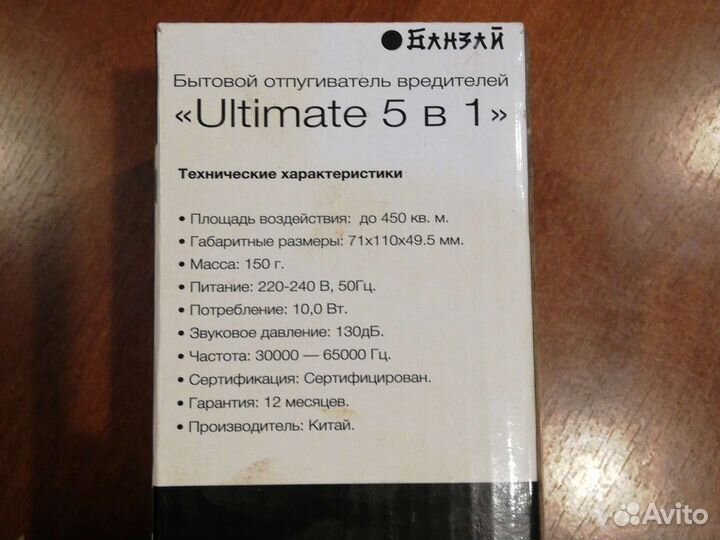 БАНЗАЙ
Бытовой отпугиватель вредителей
«Ultimate 5 в 1»
Технические характеристики
• Площадь воздействия: до 450 кв. м.
• Габаритные размеры: 71х110х49.5 мм.
• Масса: 150 г.
• Питание: 220-240 В, 50Гц.
• Потребление: 10,0 Вт.
• Звуковое давление: 130дБ.
• Частота: 30000 — 65000 Гц.
• Сертификация: Сертифицирован.
• Гарантия: 12 месяцев.
• Производитель: Китай.
Avito